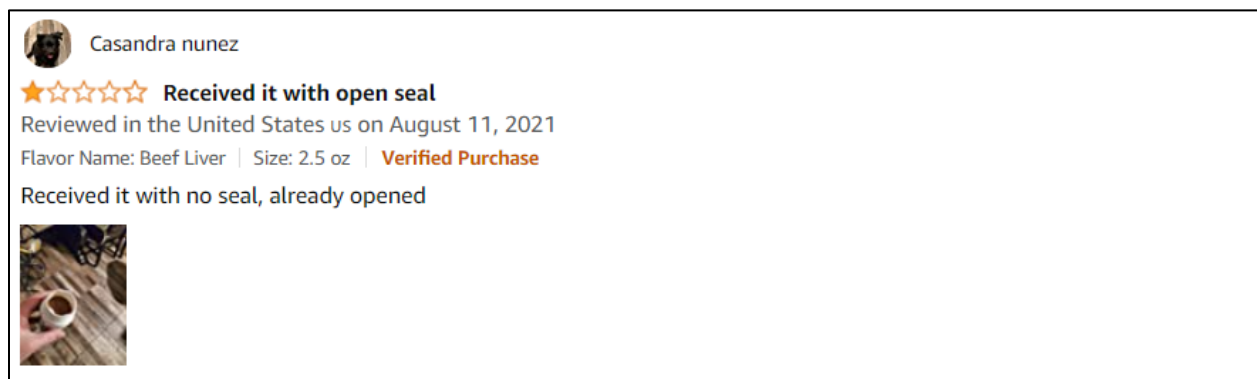 Casandra nunez
Received it with open seal
Reviewed in the United States US on August 11, 2021
Flavor Name: Beef Liver | Size: 2.5 oz | Verified Purchase
Received it with no seal, already opened